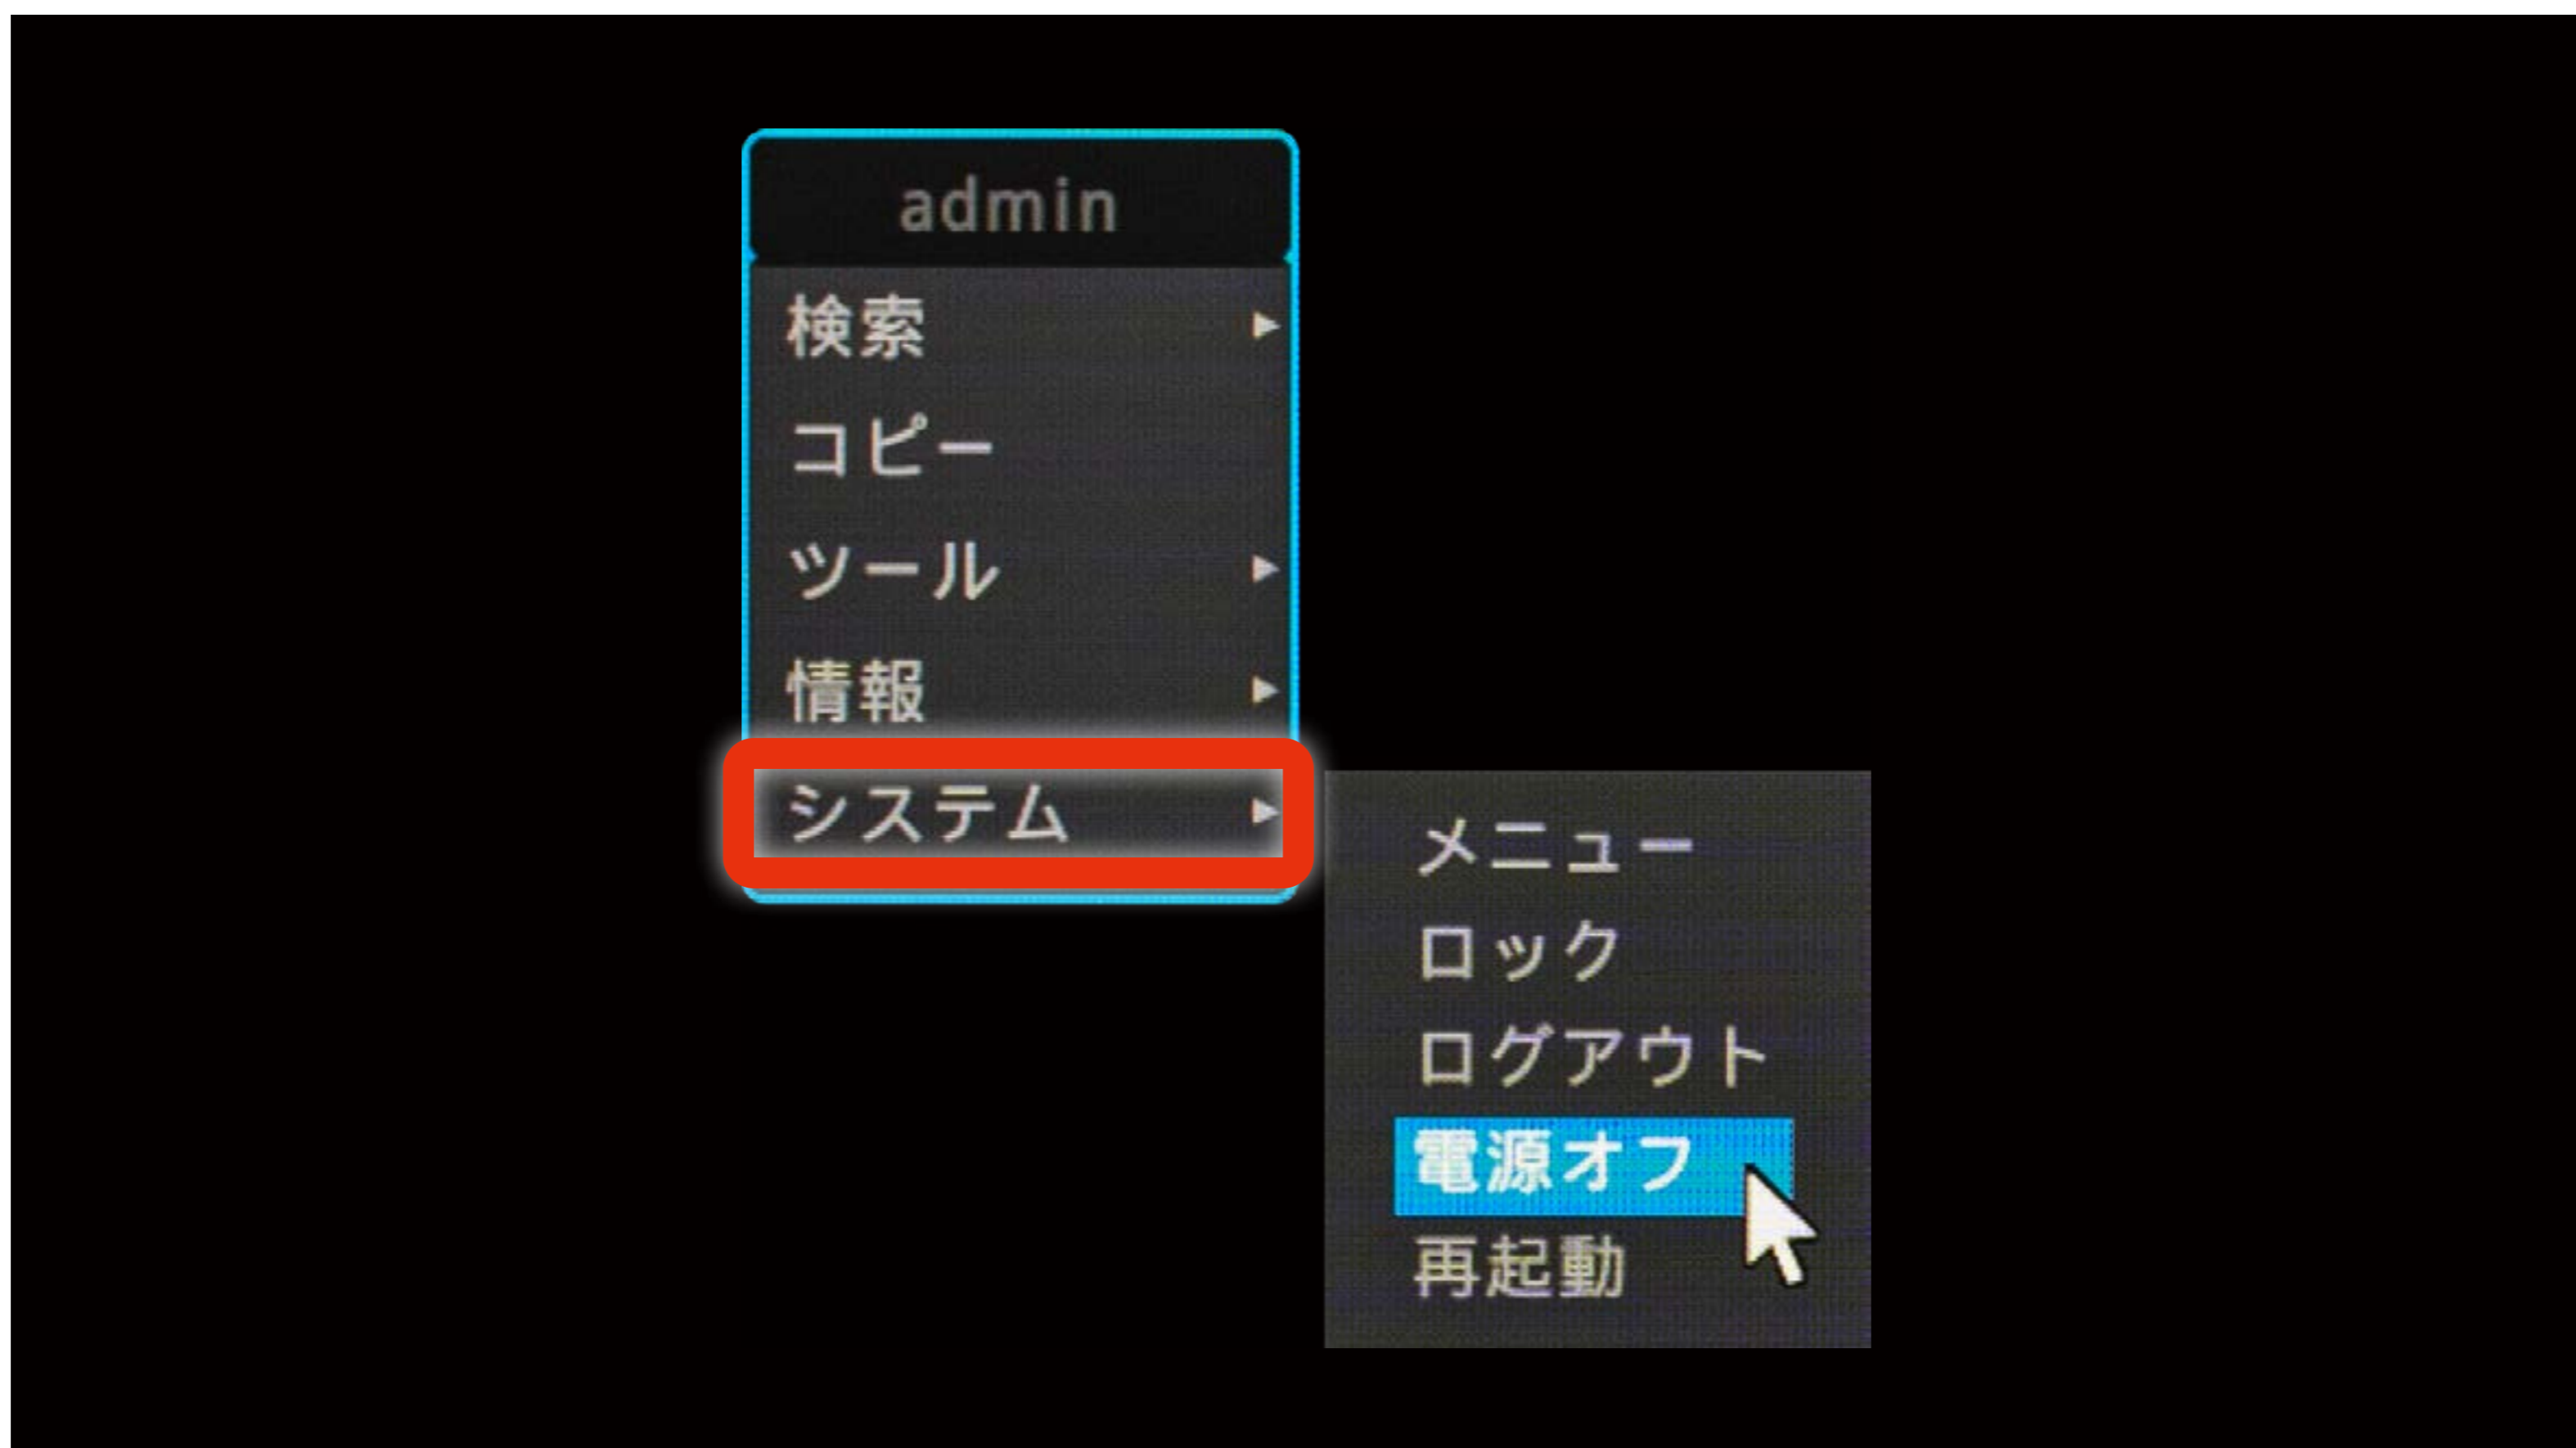 admin
検索
コピー
ツール
情報
システム
メニュー
ロック
ログアウト
電源オフ
再起動